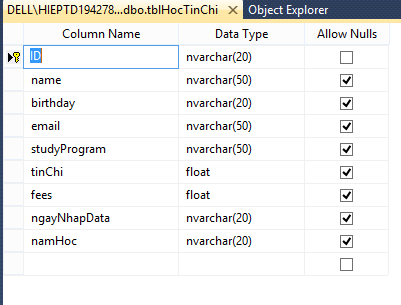 DELL\HIEPTD194278...dbo.tblHocTinChi Object Explorer
Column Name Data Type Allow Nulls
ID nvarchar(20)
name nvarchar(50)
birthday nvarchar(20)
email nvarchar(50)
studyProgram nvarchar(50)
tinChi float
fees float
ngayNhapData nvarchar(20)
namHoc nvarchar(20)